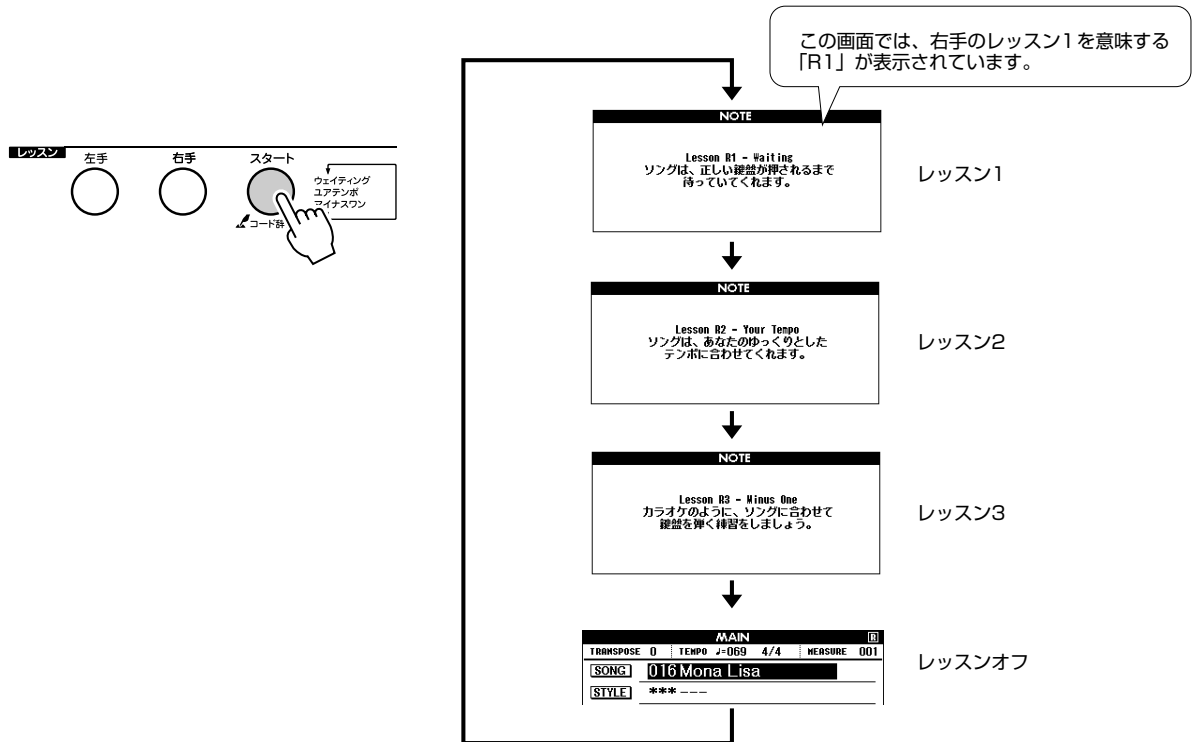 この画面では、右手のレッスン1を意味する
「R1」が表示されています。
レッスン
左手
右手
スタート
ウェイティング
ユアテンポ
マイナスワン
コード辞
NOTE
Lesson R1 - Waiting
ソングは、正しい鍵盤が押されるまで
待っていてくれます。
レッスン1
NOTE
Lesson R2 - Your Tempo
ソングは、あなたのゆっくりとした
テンポに合わせてくれます。
レッスン2
NOTE
Lesson R3 - Minus One
カラオケのように、ソングに合わせて
鍵盤を弾く練習をしましょう。
レッスン3
MAIN R
TRANSPOSE 0 TEMPO ♩=069 4/4 MEASURE 001
SONG 016 Mona Lisa
STYLE *** ---
レッスンオフ